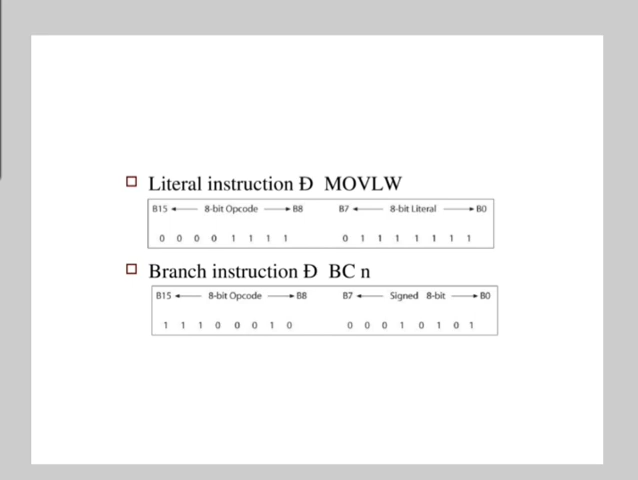 Literal instruction Đ MOVLW
B15 ← 8-bit Opcode → B8 B7 ← 8-bit Literal → B0
0 0 0 0 1 1 1 1 0 1 1 1 1 1 1 1
Branch instruction Đ BC n
B15 ← 8-bit Opcode → B8 B7 ← Signed 8-bit → B0
1 1 1 0 0 0 1 0 0 0 0 1 0 1 0 1